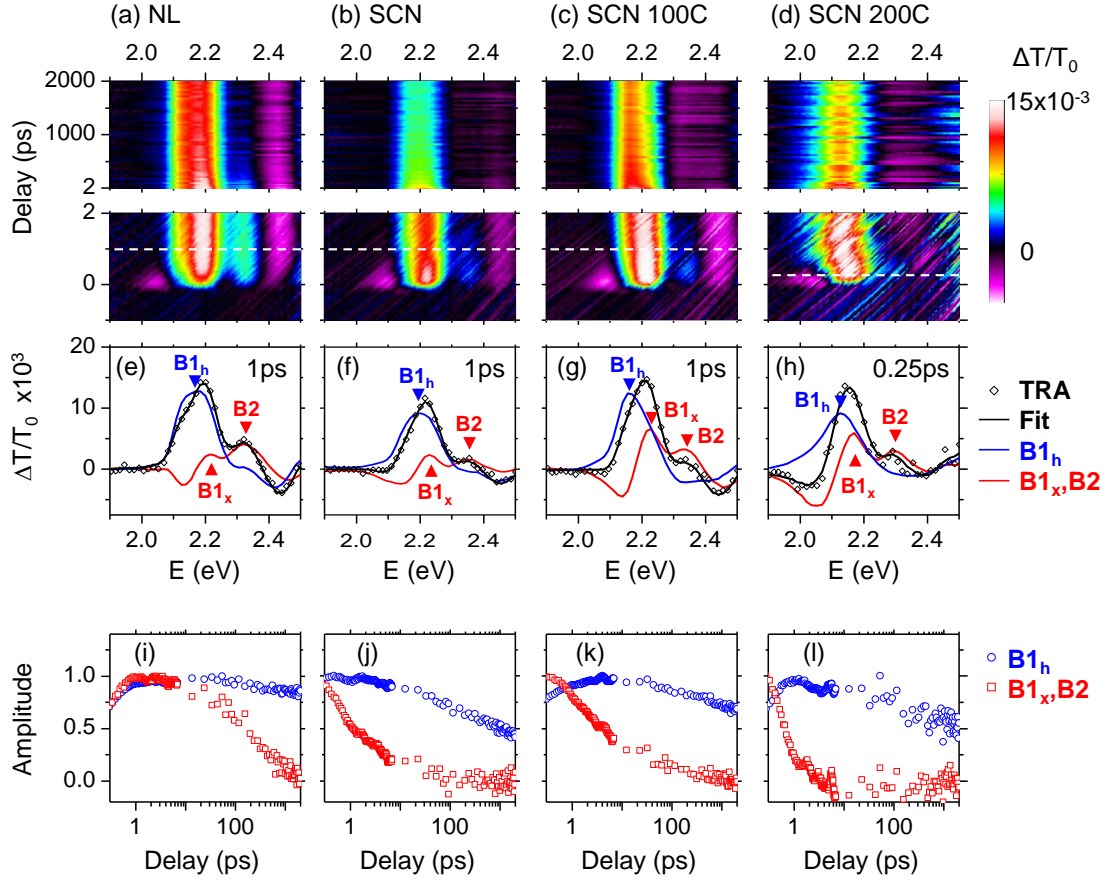 (a) NL (b) SCN (c) SCN 100C (d) SCN 200C
2.0 2.2 2.4 2.0 2.2 2.4 2.0 2.2 2.4 2.0 2.2 2.4
ΔT/T₀
15x10⁻³
0
Delay (ps)
2000
1000
2
2
0
(e) B1ₕ 1ps B2 B1ₓ
(f) B1ₕ 1ps B2 B1ₓ
(g) B1ₕ 1ps B1ₓ B2
(h) 0.25ps B1ₕ B2 B1ₓ
ΔT/T₀ x10³
20
10
0
2.0 2.2 2.4 2.0 2.2 2.4 2.0 2.2 2.4 2.0 2.2 2.4
E (eV) E (eV) E (eV) E (eV)
TRA
Fit
B1ₕ
B1ₓ,B2
(i) (j) (k) (l)
Amplitude
1.0
0.5
0.0
B1ₕ
B1ₓ,B2
1 100 1 100 1 100 1 100
Delay (ps) Delay (ps) Delay (ps) Delay (ps)